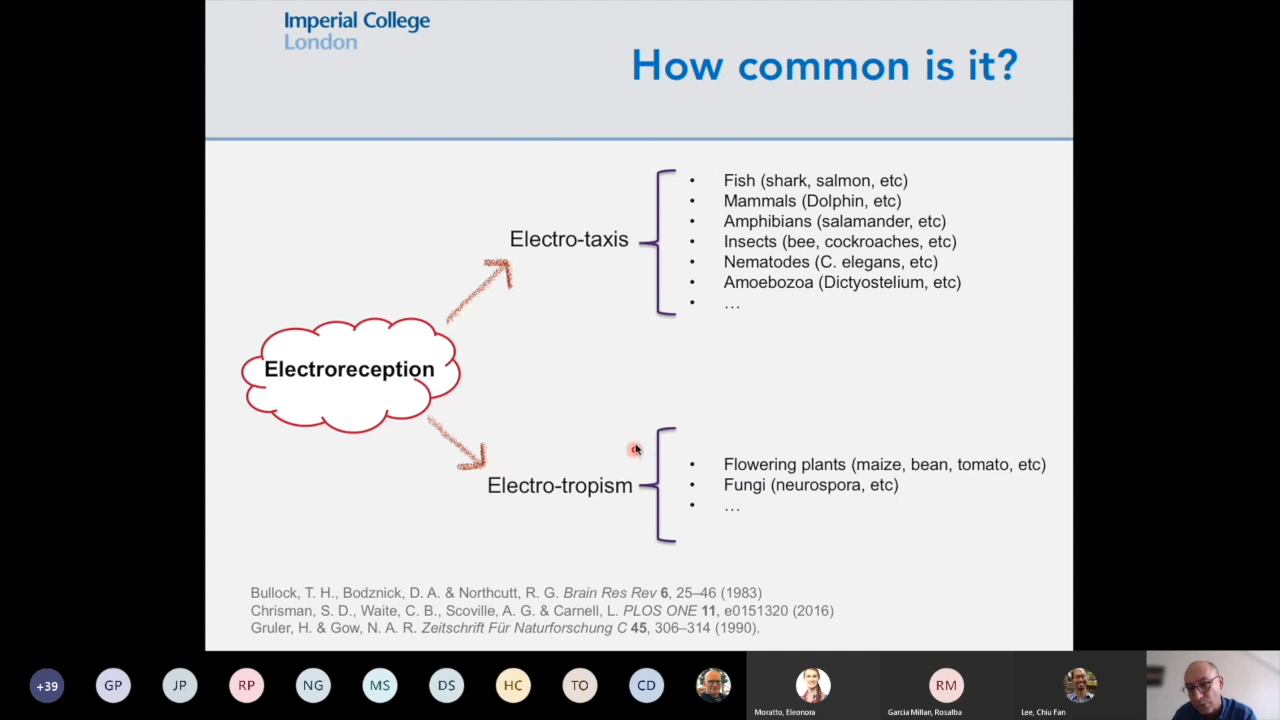 Imperial College
London
How common is it?
• Fish (shark, salmon, etc)
• Mammals (Dolphin, etc)
• Amphibians (salamander, etc)
Electro-taxis
• Insects (bee, cockroaches, etc)
• Nematodes (C. elegans, etc)
• Amoebozoa (Dictyostelium, etc)
• …
Electroreception
• Flowering plants (maize, bean, tomato, etc)
Electro-tropism
• Fungi (neurospora, etc)
• …
Bullock, T. H., Bodznick, D. A. & Northcutt, R. G. Brain Res Rev 6, 25–46 (1983)
Chrisman, S. D., Waite, C. B., Scoville, A. G. & Carnell, L. PLOS ONE 11, e0151320 (2016)
Gruler, H. & Gow, N. A. R. Zeitschrift Für Naturforschung C 45, 306–314 (1990).
+39
GP
JP
RP
NG
MS
DS
HC
TO
CD
RM
Moratto, Eleonora
Garcia Millan, Rosalba
Lee, Chiu Fan